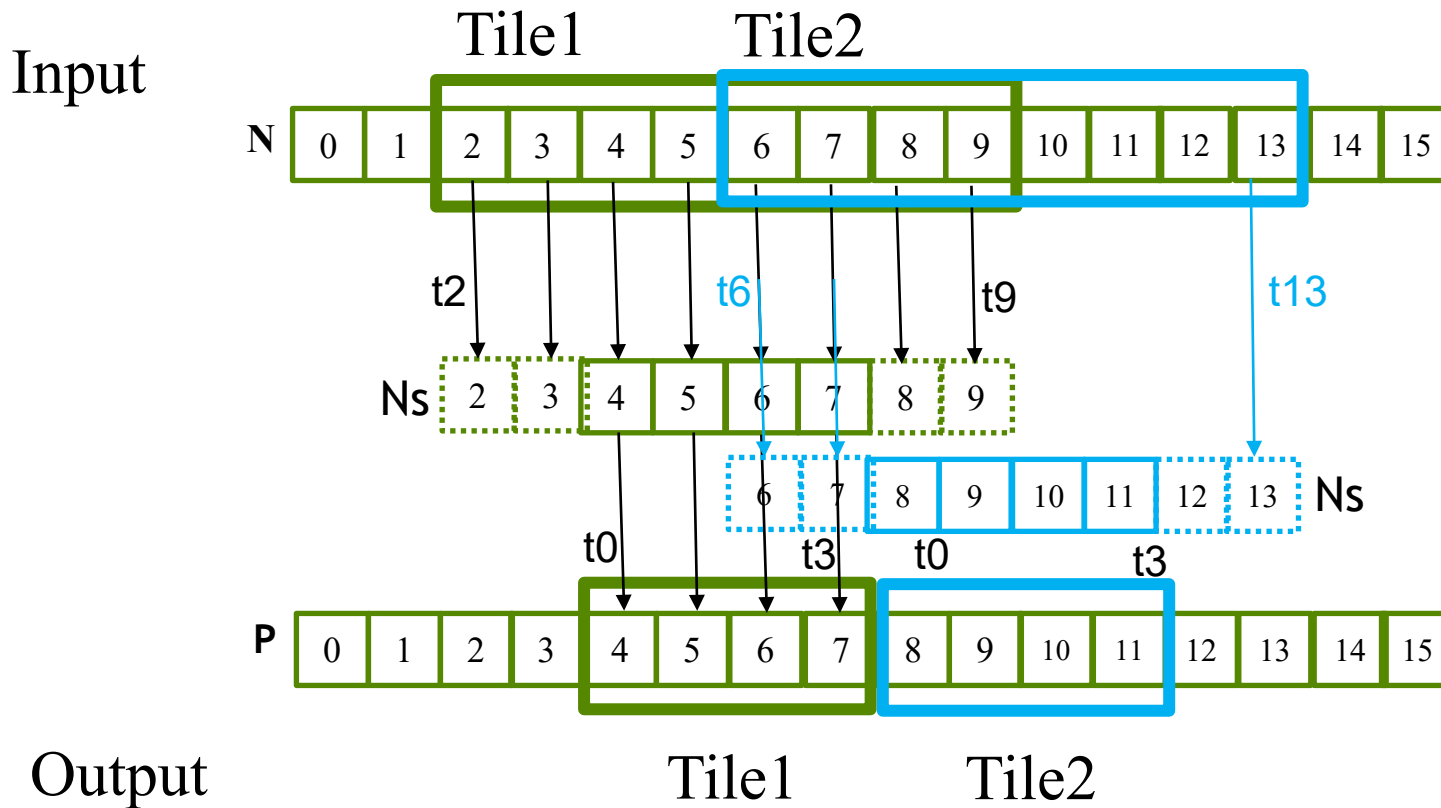 Tile1 Tile2
Input
N 0 1 2 3 4 5 6 7 8 9 10 11 12 13 14 15
t2 t6 t9 t13
Ns 2 3 4 5 6 7 8 9
6 7 8 9 10 11 12 13 Ns
t0 t3 t0 t3
P 0 1 2 3 4 5 6 7 8 9 10 11 12 13 14 15
Output Tile1 Tile2